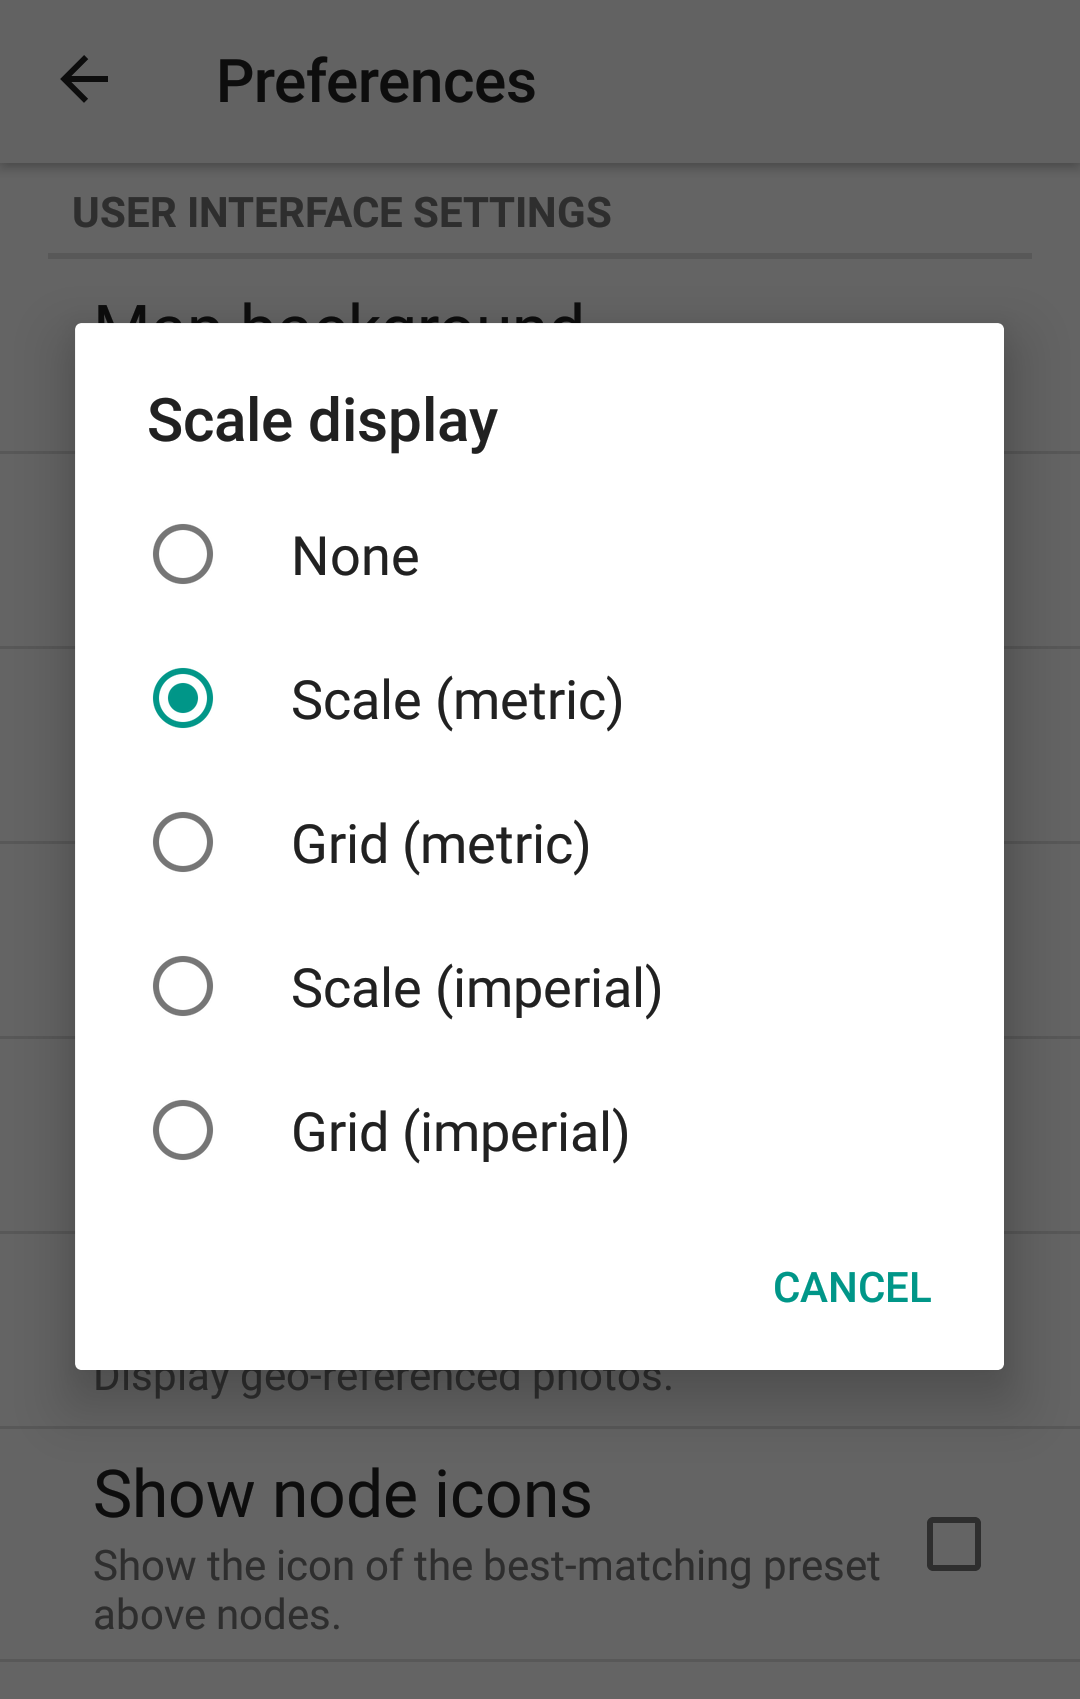 Preferences
USER INTERFACE SETTINGS
Map background
Scale display
None
Scale (metric)
Grid (metric)
Scale (imperial)
Grid (imperial)
CANCEL
Display geo-referenced photos.
Show node icons
Show the icon of the best-matching preset
above nodes.